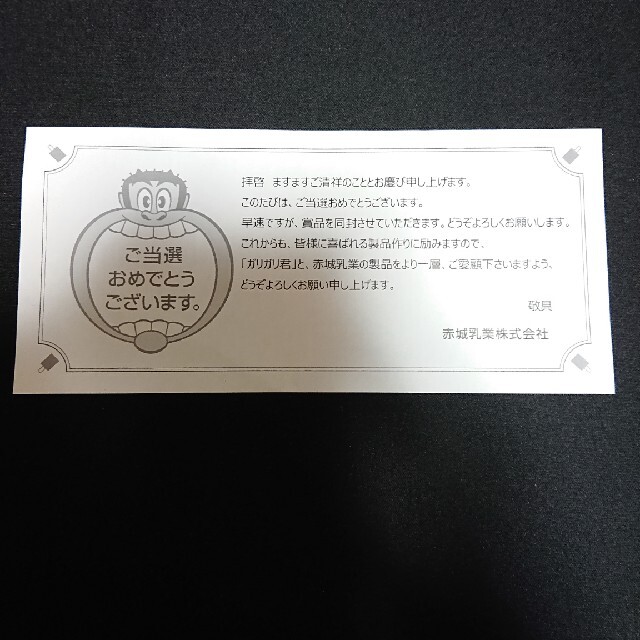 ご当選
おめでとう
ございます。
拝啓 ますますご清祥のこととお慶び申し上げます。
このたびは、ご当選おめでとうございます。
早速ですが、賞品を同封させていただきます。どうぞよろしくお願いします。
これからも、皆様に喜ばれる製品作りに励みますので、
「ガリガリ君」と、赤城乳業の製品をより一層、ご愛顧下さいますよう、
どうぞよろしくお願い申し上げます。
敬具
赤城乳業株式会社